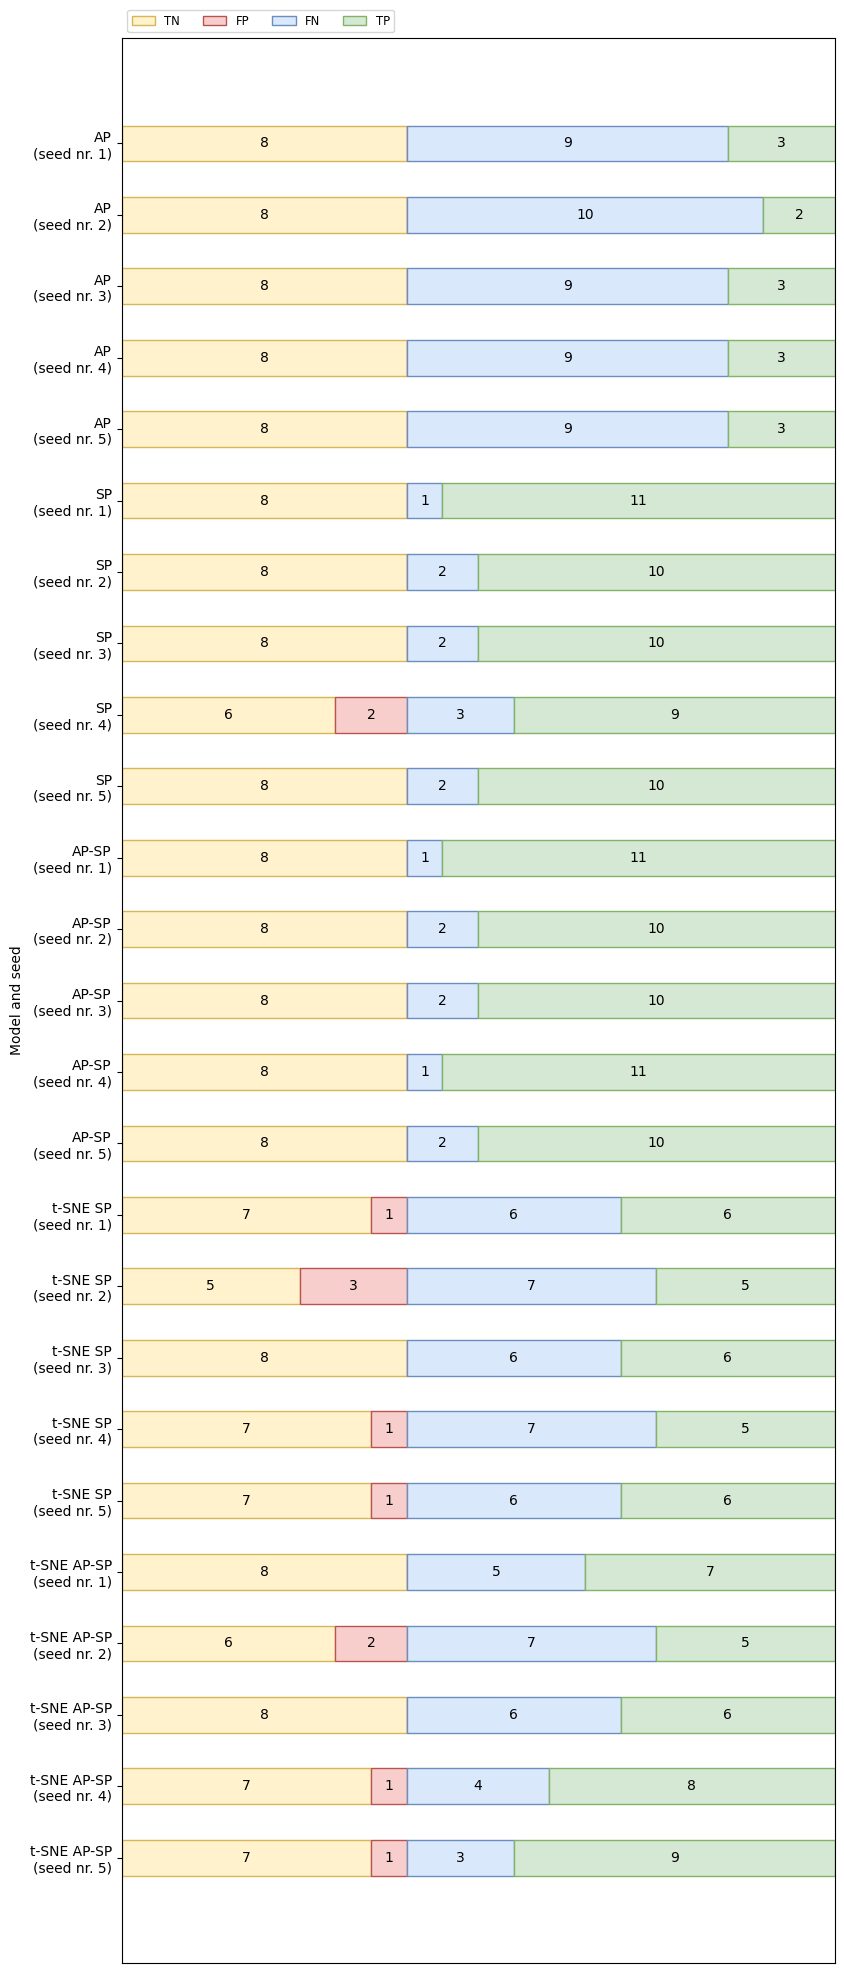 TN FP FN TP
AP
(seed nr. 1)
8 9 3
AP
(seed nr. 2)
8 10 2
AP
(seed nr. 3)
8 9 3
AP
(seed nr. 4)
8 9 3
AP
(seed nr. 5)
8 9 3
SP
(seed nr. 1)
8 1 11
SP
(seed nr. 2)
8 2 10
SP
(seed nr. 3)
8 2 10
SP
(seed nr. 4)
6 2 3 9
SP
(seed nr. 5)
8 2 10
AP-SP
(seed nr. 1)
8 1 11
AP-SP
(seed nr. 2)
8 2 10
AP-SP
(seed nr. 3)
8 2 10
AP-SP
(seed nr. 4)
8 1 11
AP-SP
(seed nr. 5)
8 2 10
t-SNE SP
(seed nr. 1)
7 1 6 6
t-SNE SP
(seed nr. 2)
5 3 7 5
t-SNE SP
(seed nr. 3)
8 6 6
t-SNE SP
(seed nr. 4)
7 1 7 5
t-SNE SP
(seed nr. 5)
7 1 6 6
t-SNE AP-SP
(seed nr. 1)
8 5 7
t-SNE AP-SP
(seed nr. 2)
6 2 7 5
t-SNE AP-SP
(seed nr. 3)
8 6 6
t-SNE AP-SP
(seed nr. 4)
7 1 4 8
t-SNE AP-SP
(seed nr. 5)
7 1 3 9
Model and seed